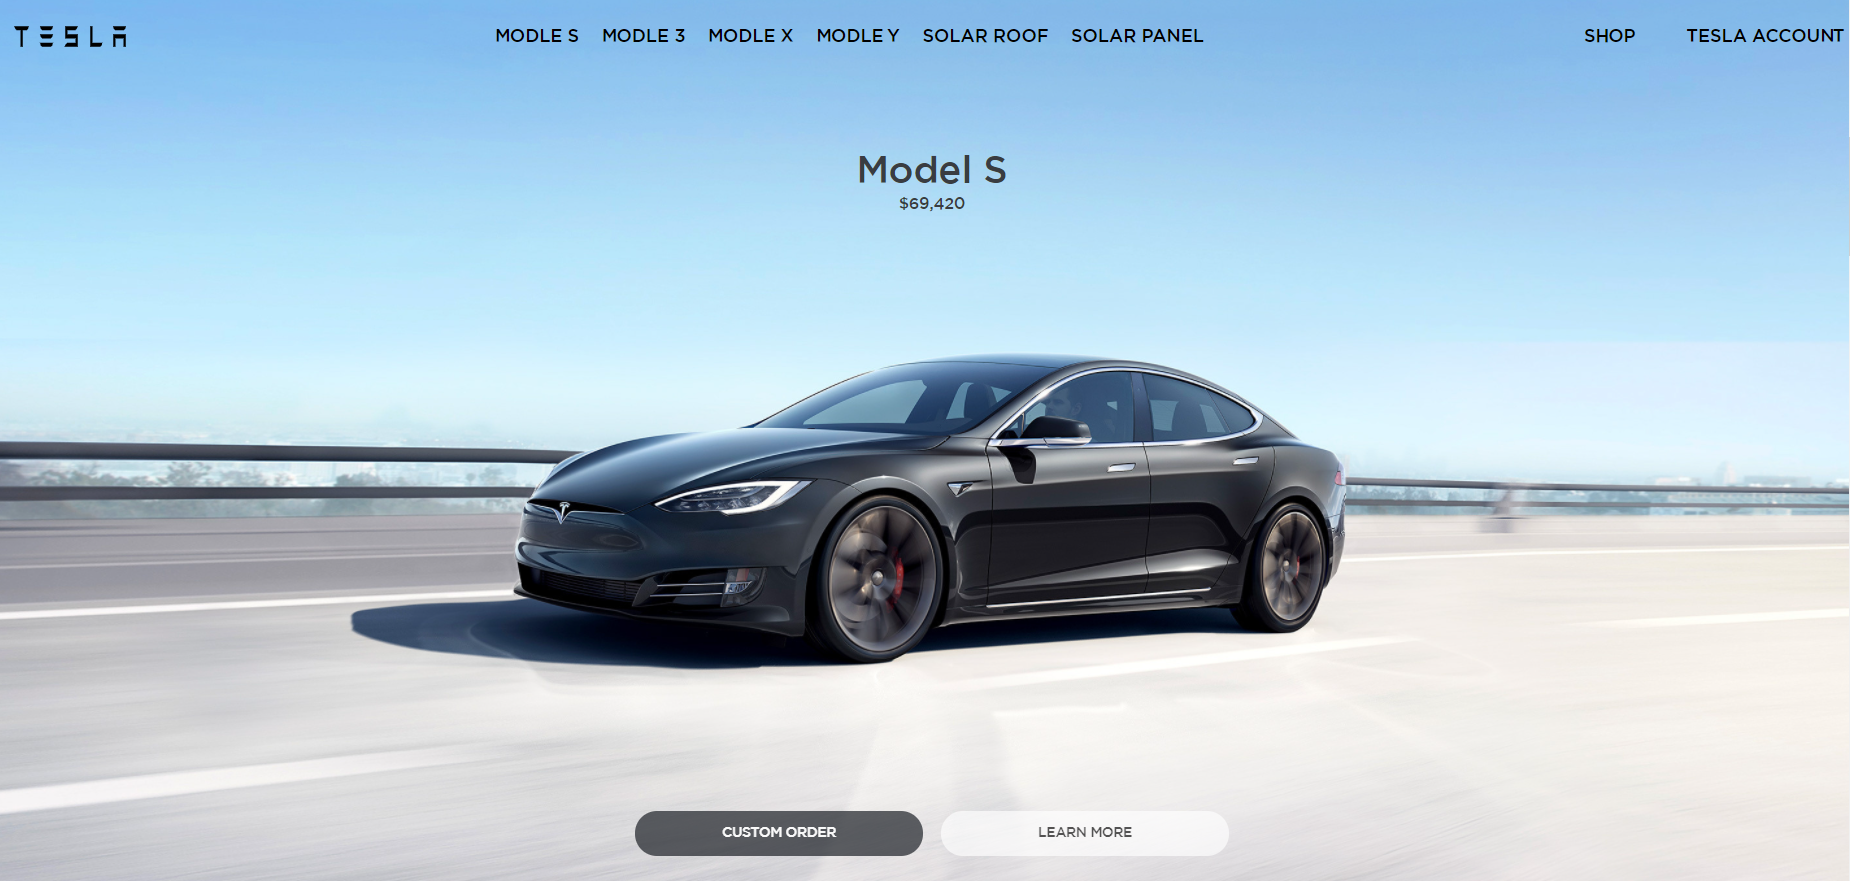 TESLA
MODLE S MODLE 3 MODLE X MODLE Y SOLAR ROOF SOLAR PANEL
SHOP TESLA ACCOUNT
Model S
$69,420
CUSTOM ORDER
LEARN MORE